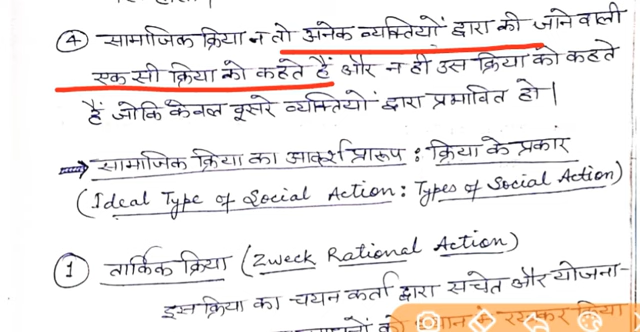 ④ सामाजिक क्रिया न तो अनेक व्यक्तियों द्वारा की जाने वाली
एक सी क्रिया को कहते हैं और न ही उस क्रिया को कहते
हैं जोकि केवल दूसरे व्यक्तियों द्वारा प्रभावित हो।
सामाजिक क्रिया का आदर्श प्रारूप : क्रिया के प्रकार
(Ideal Type of Social Action : Types of Social Action)
① तार्किक क्रिया (Zweck Rational Action)
इस क्रिया का चयन कर्ता द्वारा सचेत और योजना-